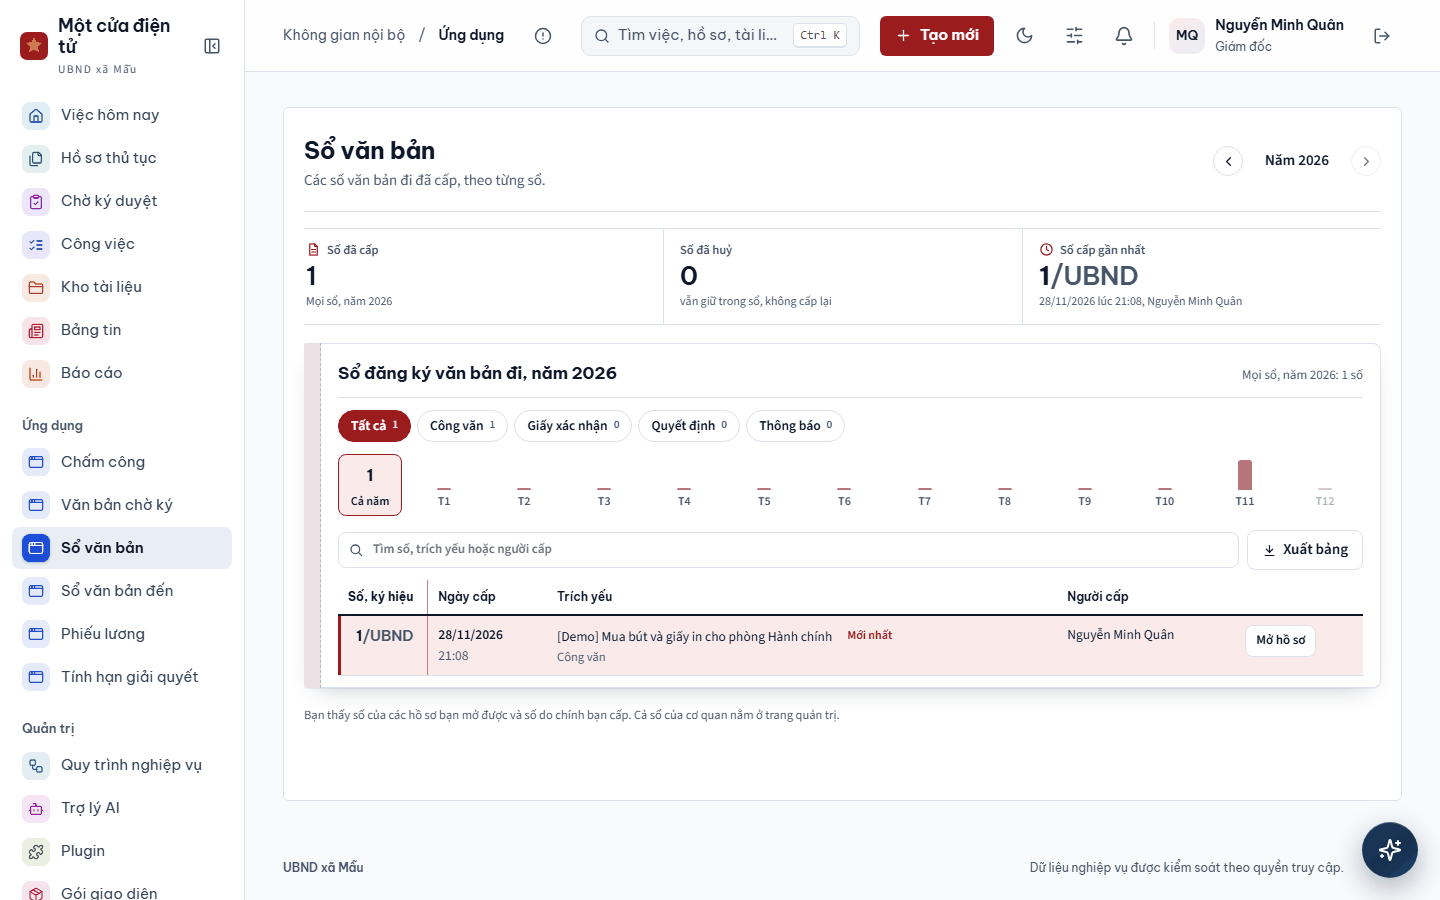 Một cửa điện tử
UBND xã Mẫu
Việc hôm nay
Hồ sơ thủ tục
Chờ ký duyệt
Công việc
Kho tài liệu
Bảng tin
Báo cáo
Ứng dụng
Chấm công
Văn bản chờ ký
Sổ văn bản
Sổ văn bản đến
Phiếu lương
Tính hạn giải quyết
Quản trị
Quy trình nghiệp vụ
Trợ lý AI
Plugin
Gói giao diện
Không gian nội bộ / Ứng dụng
Tìm việc, hồ sơ, tài li... Ctrl K
Tạo mới
MQ
Nguyễn Minh Quân
Giám đốc
Sổ văn bản
Các số văn bản đi đã cấp, theo từng sổ.
Năm 2026
Số đã cấp
1
Mọi sổ, năm 2026
Số đã huỷ
0
vẫn giữ trong sổ, không cấp lại
Số cấp gần nhất
1/UBND
28/11/2026 lúc 21:08, Nguyễn Minh Quân
Sổ đăng ký văn bản đi, năm 2026
Mọi sổ, năm 2026: 1 số
Tất cả 1
Công văn 1
Giấy xác nhận 0
Quyết định 0
Thông báo 0
1
Cả năm
T1 T2 T3 T4 T5 T6 T7 T8 T9 T10 T11 T12
Tìm số, trích yếu hoặc người cấp
Xuất bảng
Số, ký hiệu Ngày cấp Trích yếu Người cấp
1/UBND 28/11/2026 [Demo] Mua bút và giấy in cho phòng Hành chính Mới nhất Nguyễn Minh Quân Mở hồ sơ
21:08 Công văn
Bạn thấy số của các hồ sơ bạn mở được và số do chính bạn cấp. Cả sổ của cơ quan nằm ở trang quản trị.
UBND xã Mẫu
Dữ liệu nghiệp vụ được kiểm soát theo quyền truy cập.